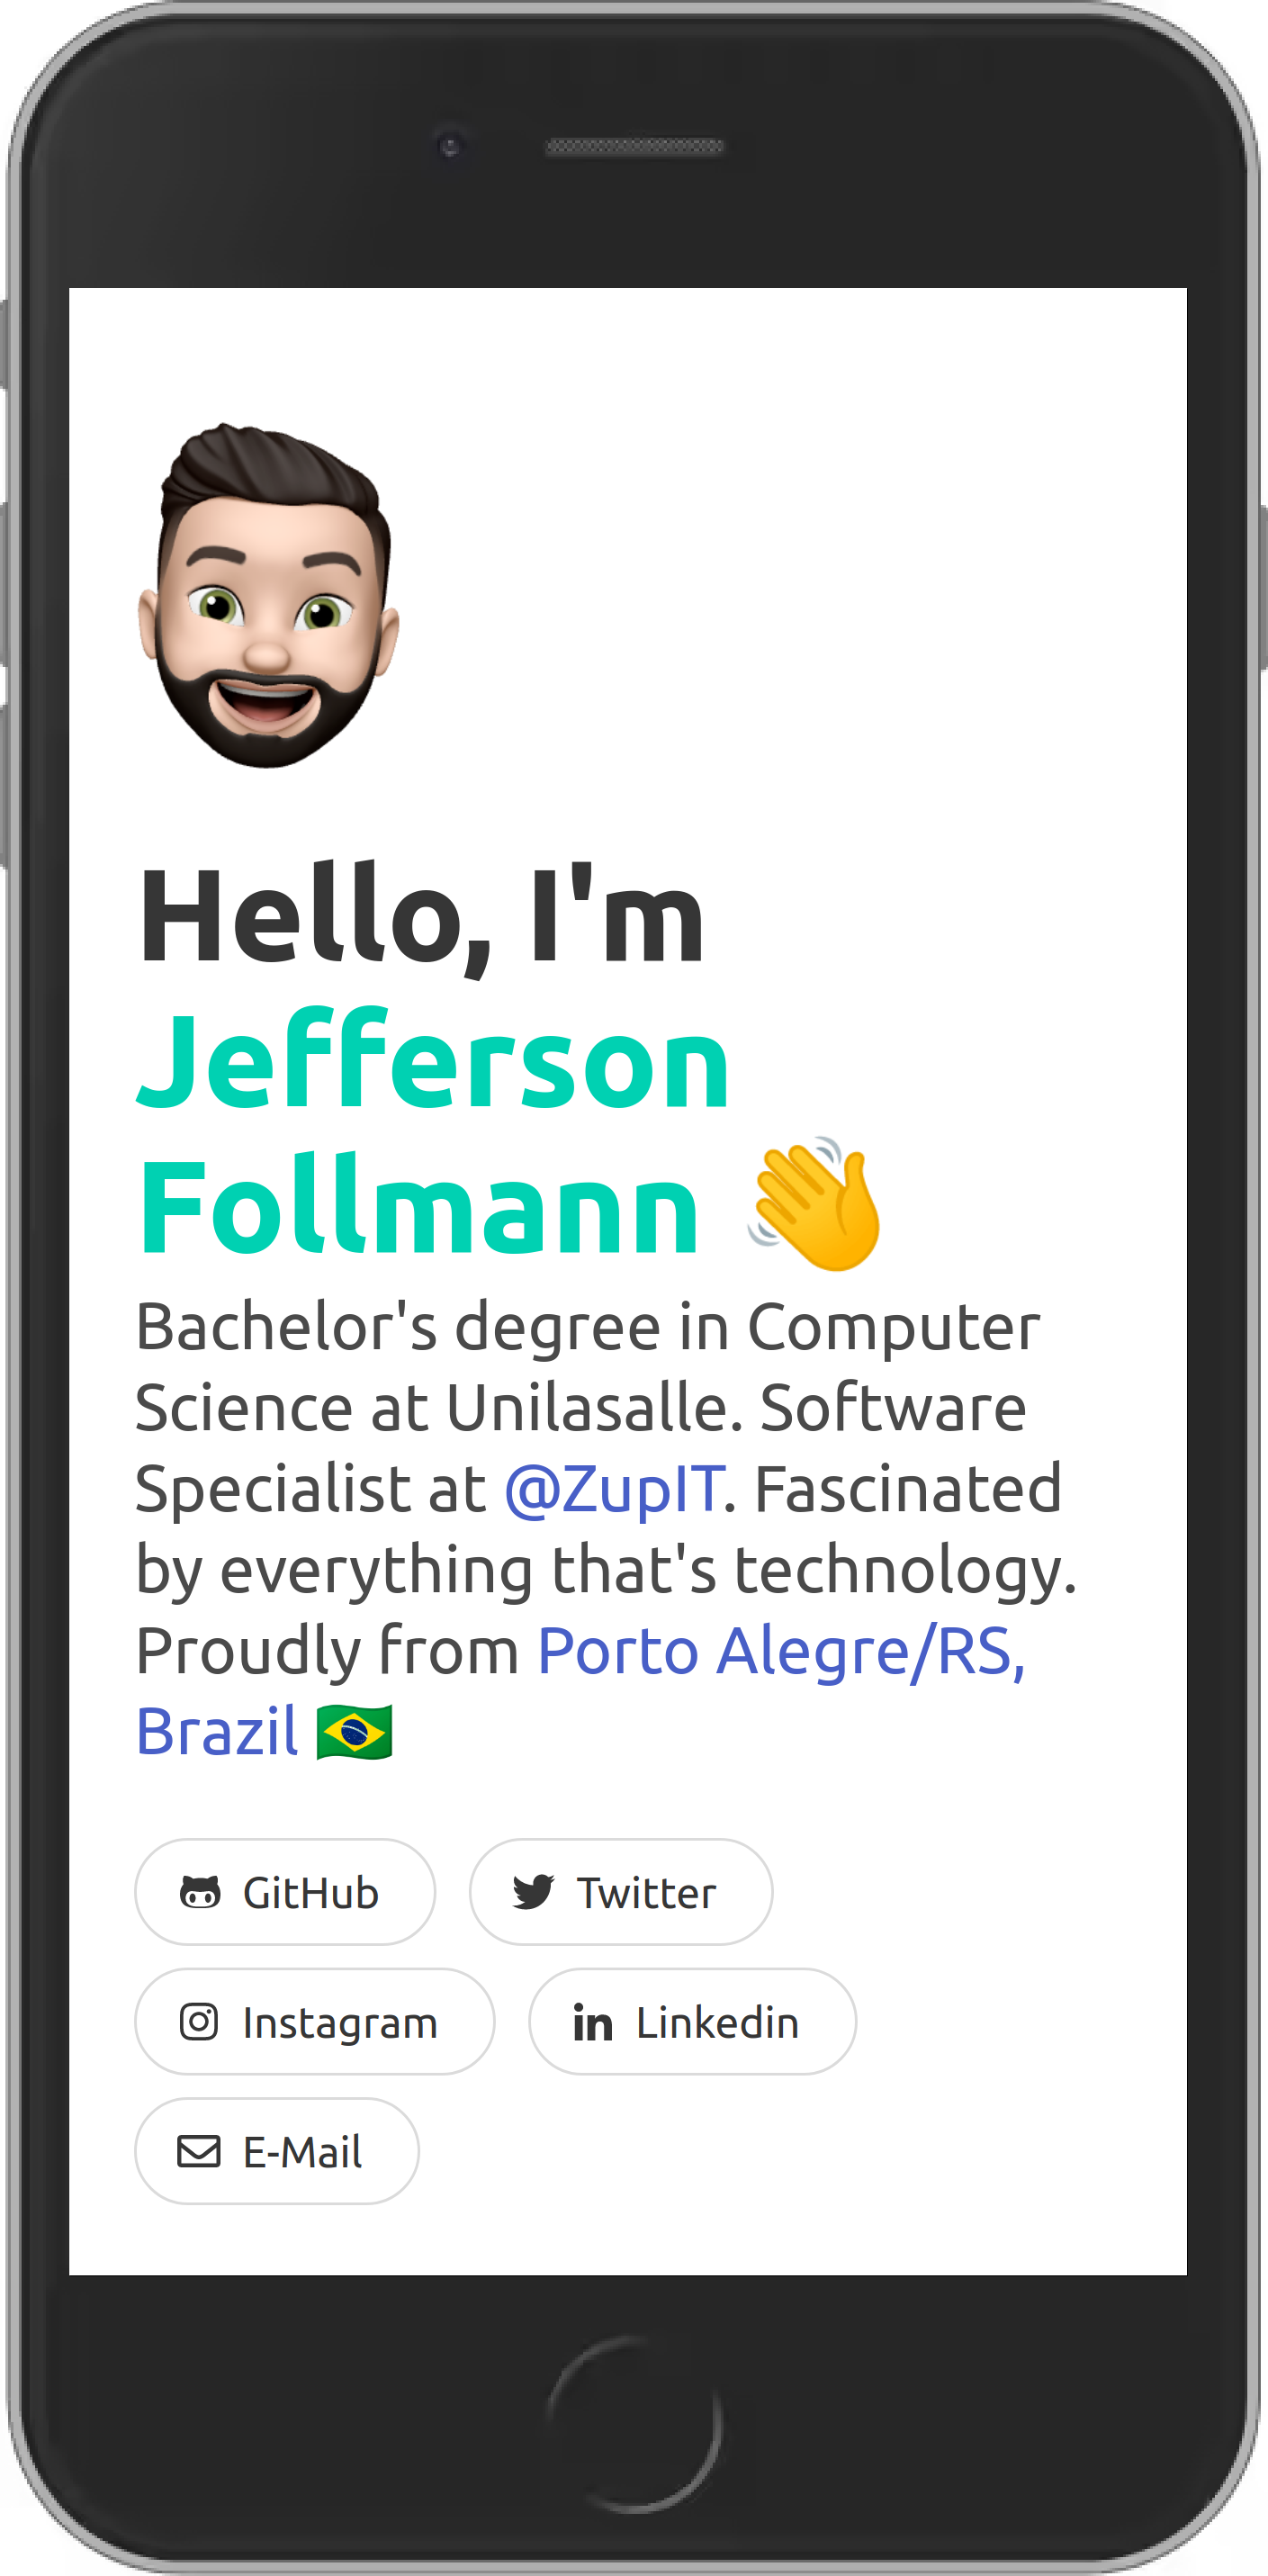 Hello, I'm
Jefferson
Follmann 👋
Bachelor's degree in Computer
Science at Unilasalle. Software
Specialist at @ZupIT. Fascinated
by everything that's technology.
Proudly from Porto Alegre/RS,
Brazil 🇧🇷
GitHub
Twitter
Instagram
Linkedin
E-Mail